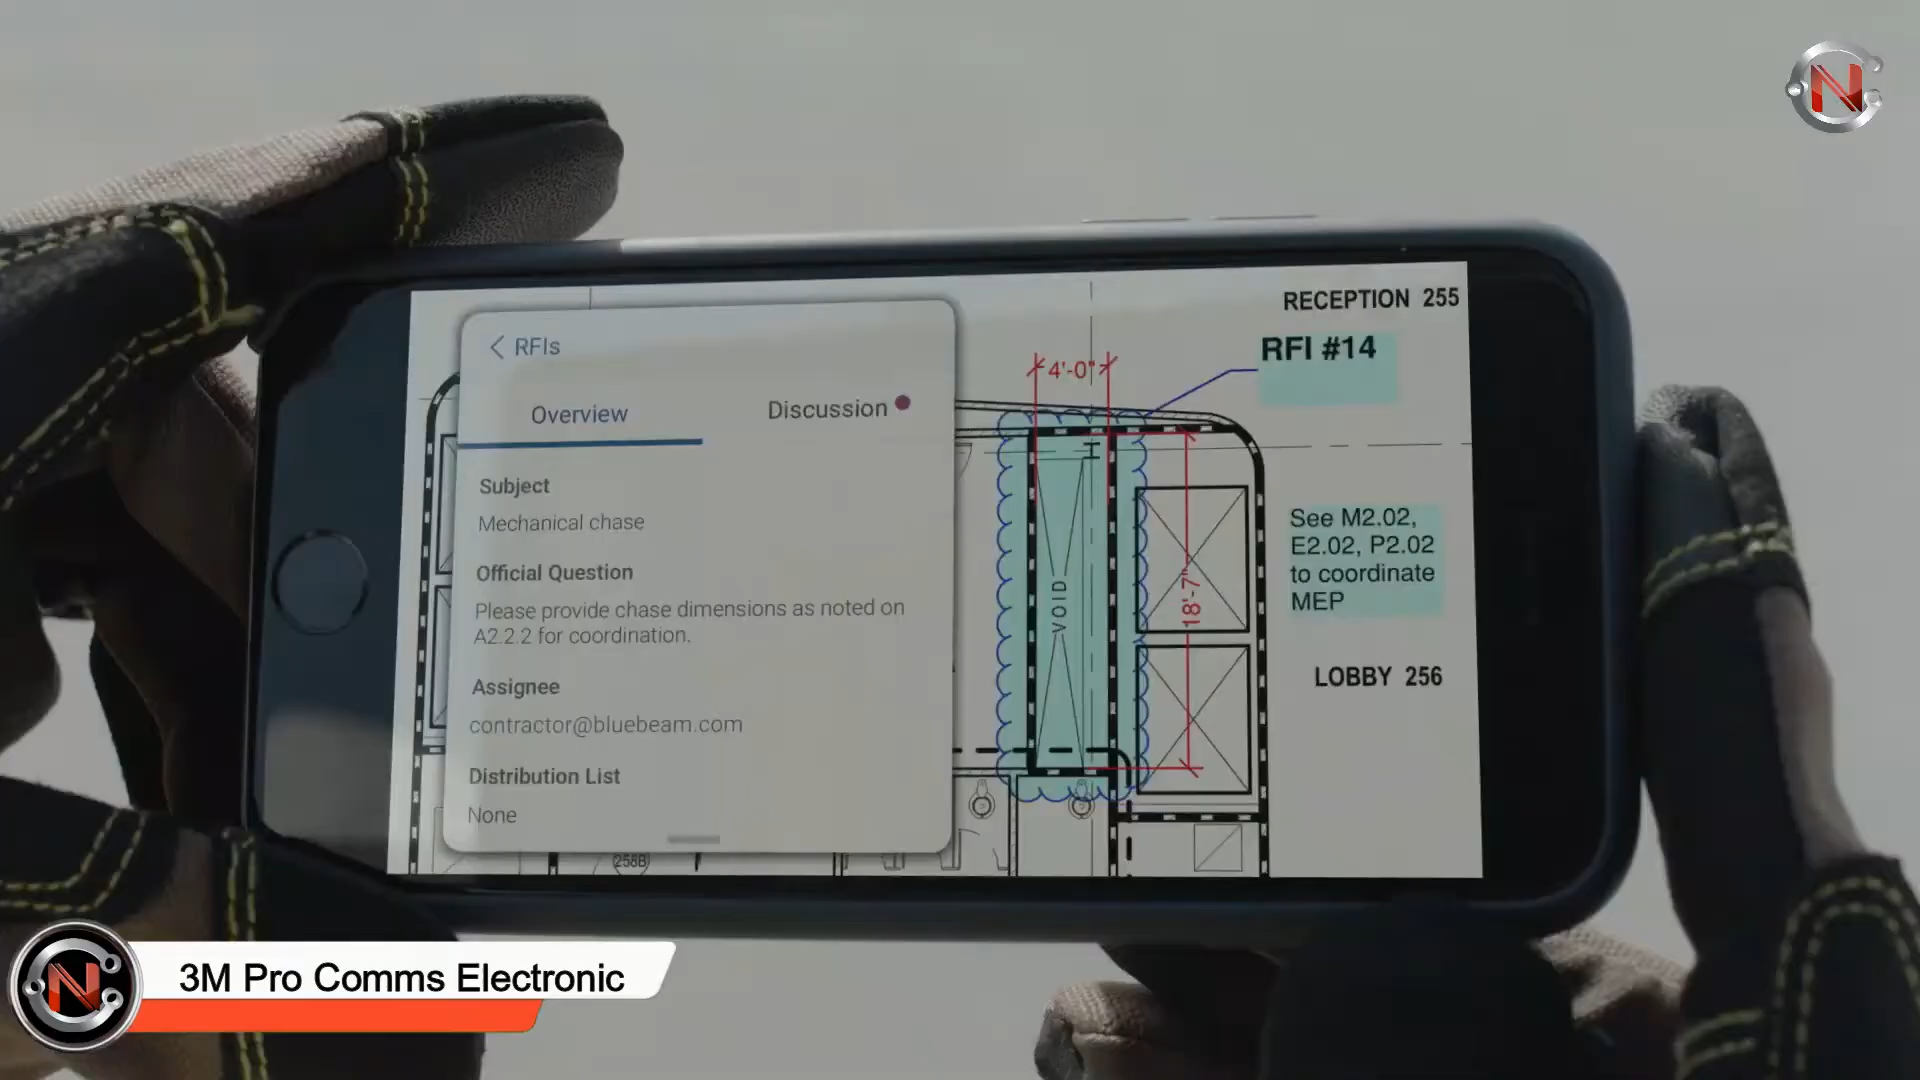 N
RECEPTION 255
RFI #14
4'-0"
RFIs
Overview
Discussion
Subject
Mechanical chase
Official Question
Please provide chase dimensions as noted on
A2.2.2 for coordination.
Assignee
contractor@bluebeam.com
Distribution List
None
VOID
18'-7"
See M2.02,
E2.02, P2.02
to coordinate
MEP
LOBBY 256
258B
N
3M Pro Comms Electronic